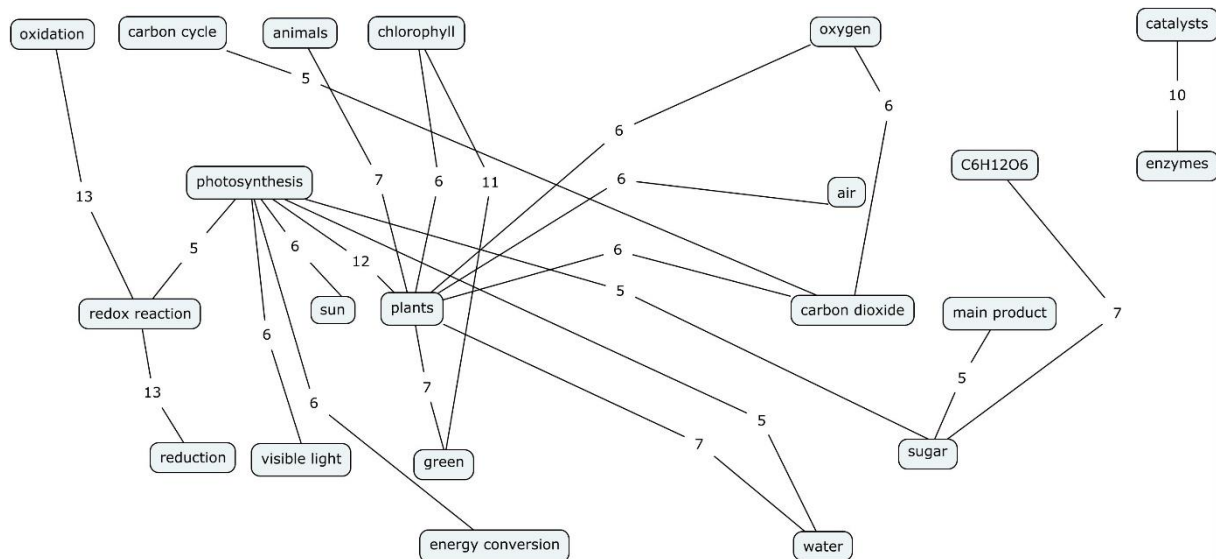 oxidation
carbon cycle
animals
chlorophyll
oxygen
catalysts
5
6
10
6
photosynthesis
7
6
11
6
air
C6H12O6
enzymes
13
5
6
12
6
5
redox reaction
sun
plants
carbon dioxide
main product
7
6
13
7
6
5
5
7
reduction
visible light
green
sugar
energy conversion
water